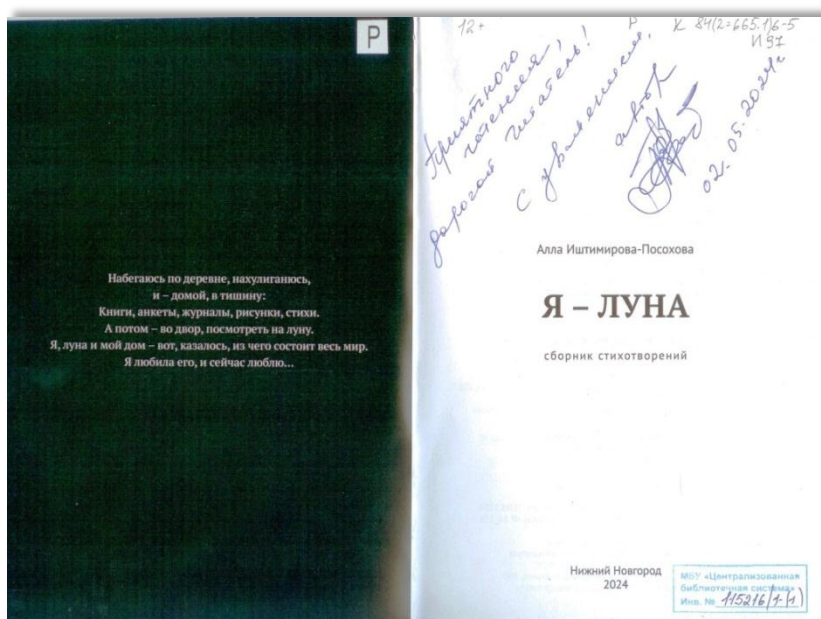 Р
Набегаюсь по деревне, нахулиганюсь,
и – домой, в тишину:
Книги, анкеты, журналы, рисунки, стихи.
А потом – во двор, посмотреть на луну.
Я, луна и мой дом – вот, казалось, из чего состоит весь мир.
Я любила его, и сейчас люблю...
12+
Р
К 84(2=665.1)6-5
И 97
Приятного
чтения,
дорогой читатель!
С уважением,
автор
02.05.2024г.
Алла Иштимирова-Посохова
Я – ЛУНА
сборник стихотворений
Нижний Новгород
2024
МБУ «Централизованная
библиотечная система»
Инв. № 115216/1-(1)